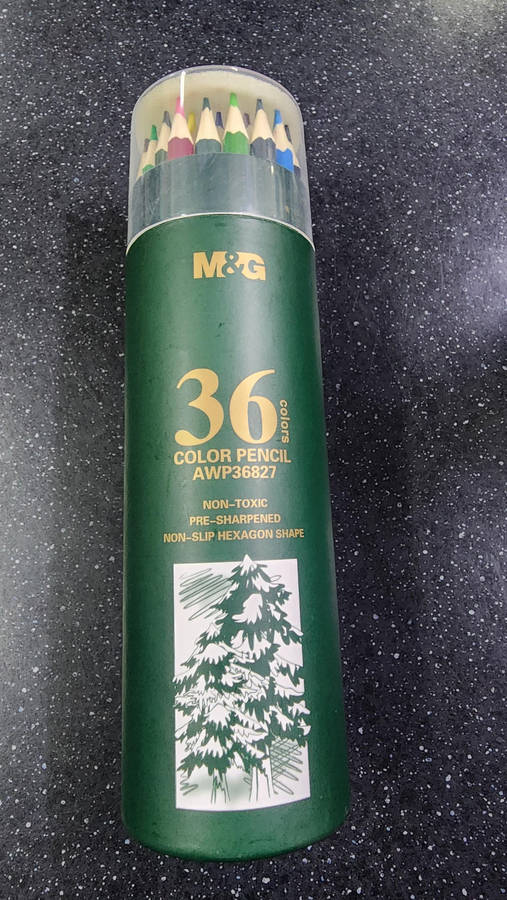 M&G
36 colors
COLOR PENCIL
AWP36827
NON-TOXIC
PRE-SHARPENED
NON-SLIP HEXAGON SHAPE